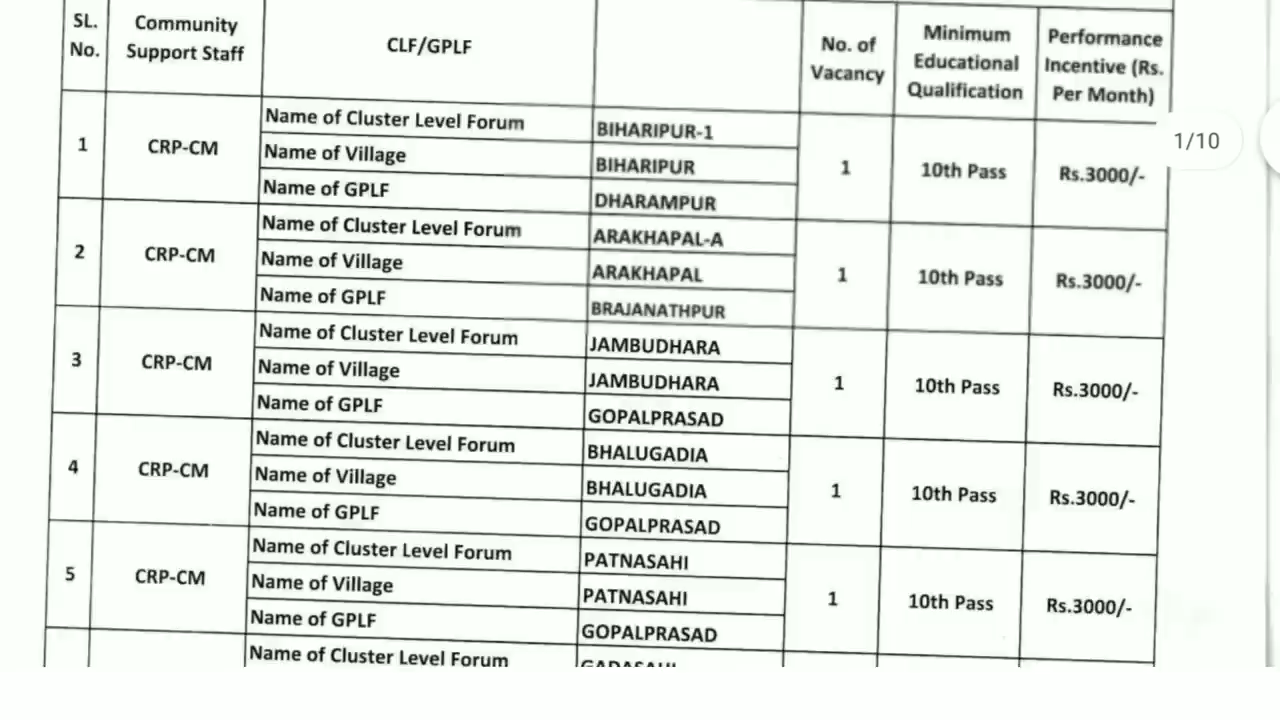 SL. No.
Community Support Staff
CLF/GPLF
No. of Vacancy
Minimum Educational Qualification
Performance Incentive (Rs. Per Month)
1/10
1
CRP-CM
Name of Cluster Level Forum
BIHARIPUR-1
Name of Village
BIHARIPUR
Name of GPLF
DHARAMPUR
1
10th Pass
Rs.3000/-
2
CRP-CM
Name of Cluster Level Forum
ARAKHAPAL-A
Name of Village
ARAKHAPAL
Name of GPLF
BRAJANATHPUR
1
10th Pass
Rs.3000/-
3
CRP-CM
Name of Cluster Level Forum
JAMBUDHARA
Name of Village
JAMBUDHARA
Name of GPLF
GOPALPRASAD
1
10th Pass
Rs.3000/-
4
CRP-CM
Name of Cluster Level Forum
BHALUGADIA
Name of Village
BHALUGADIA
Name of GPLF
GOPALPRASAD
1
10th Pass
Rs.3000/-
5
CRP-CM
Name of Cluster Level Forum
PATNASAHI
Name of Village
PATNASAHI
Name of GPLF
GOPALPRASAD
1
10th Pass
Rs.3000/-
Name of Cluster Level Forum